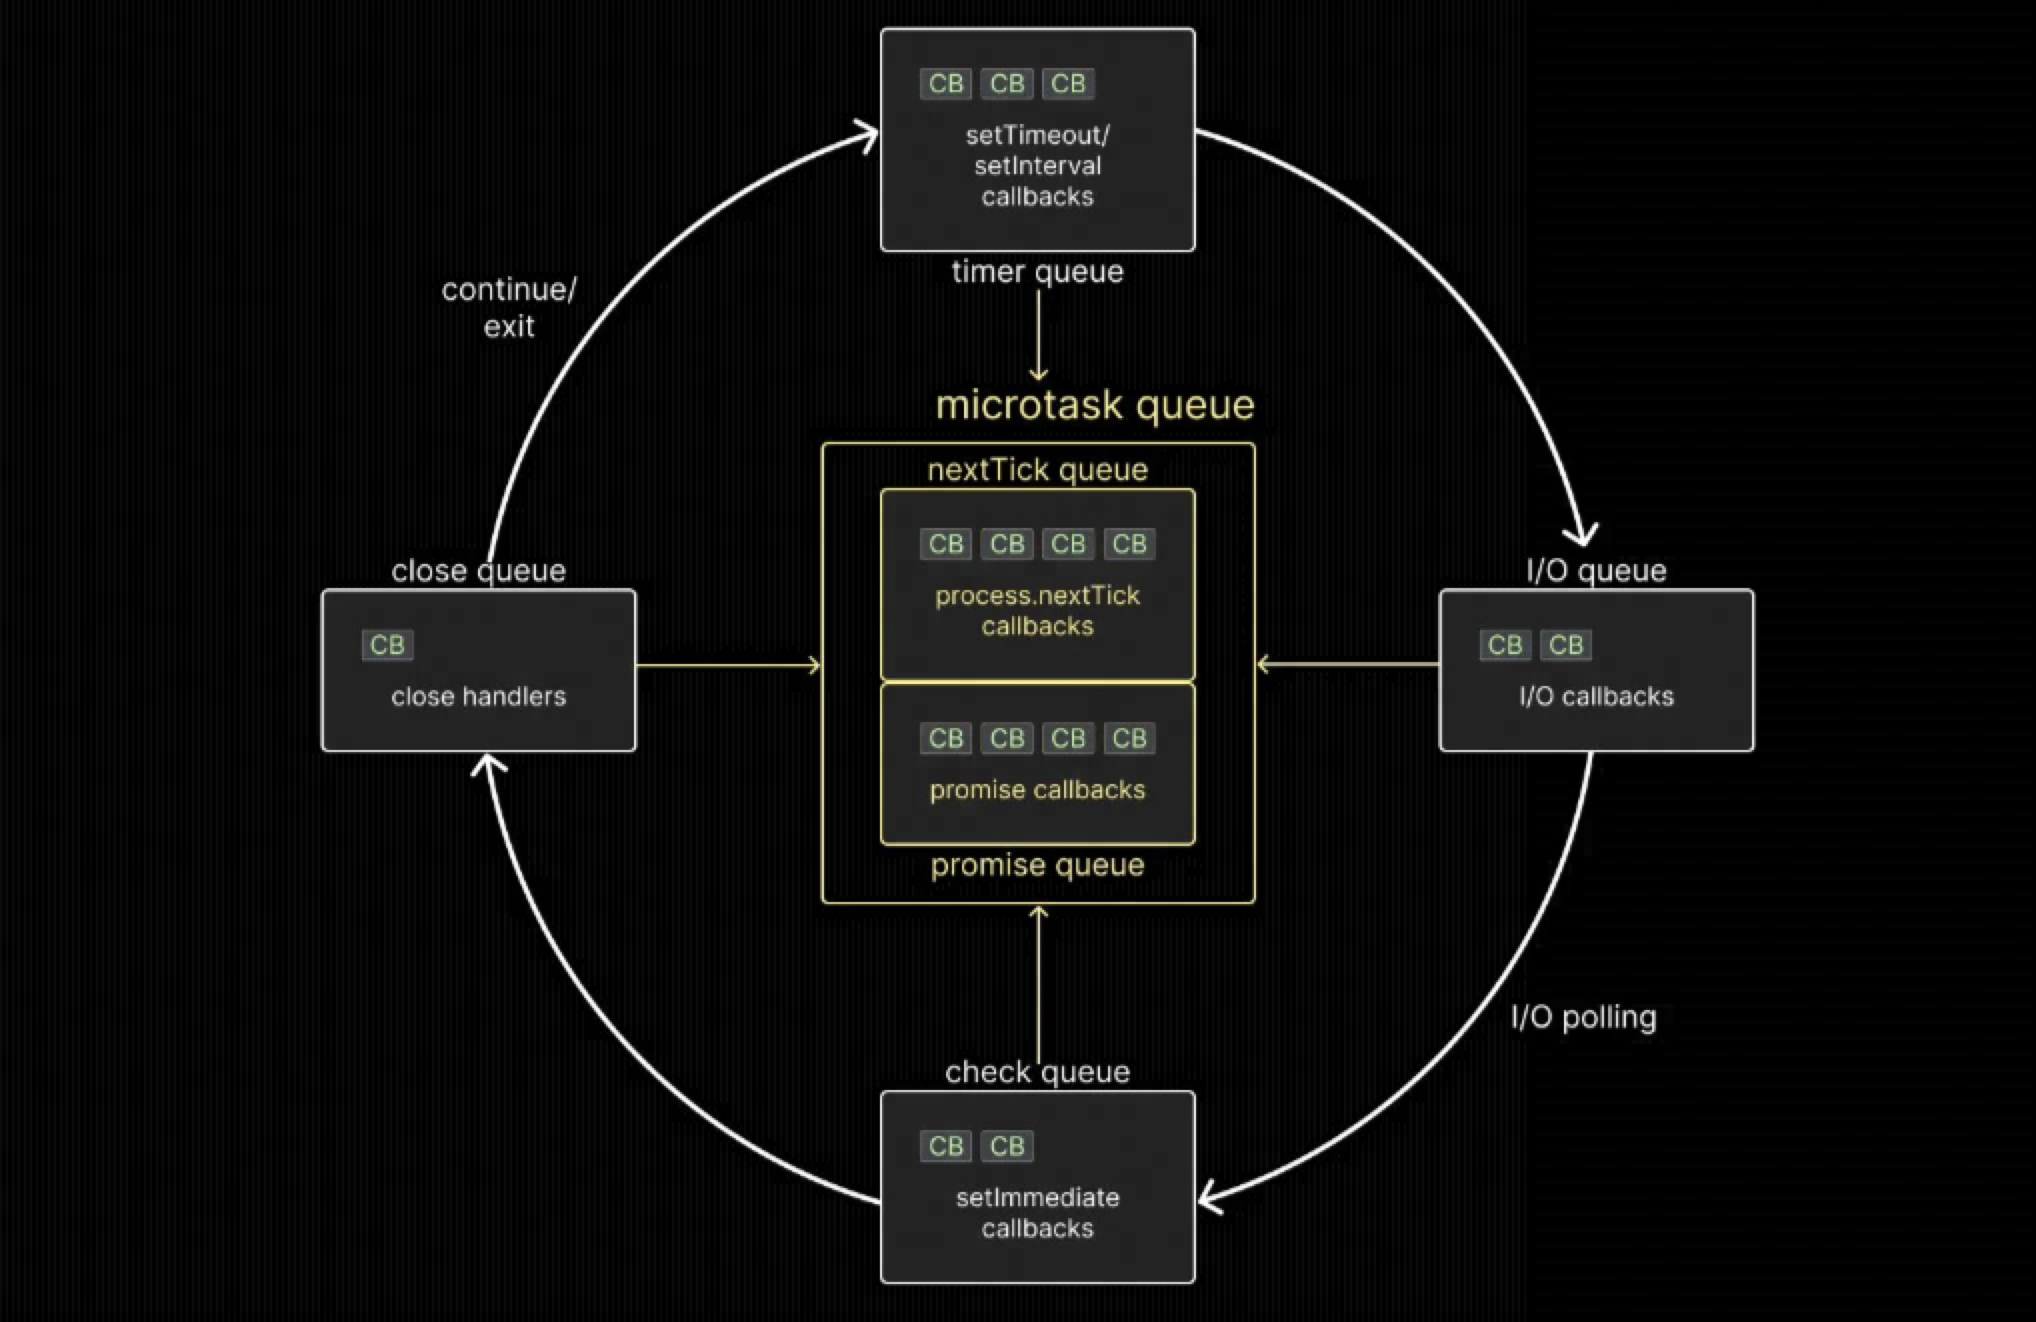 CB CB CB
setTimeout/
setInterval
callbacks
timer queue
continue/
exit
microtask queue
nextTick queue
CB CB CB CB
process.nextTick
callbacks
CB CB CB CB
promise callbacks
promise queue
close queue
CB
close handlers
I/O queue
CB CB
I/O callbacks
I/O polling
check queue
CB CB
setImmediate
callbacks